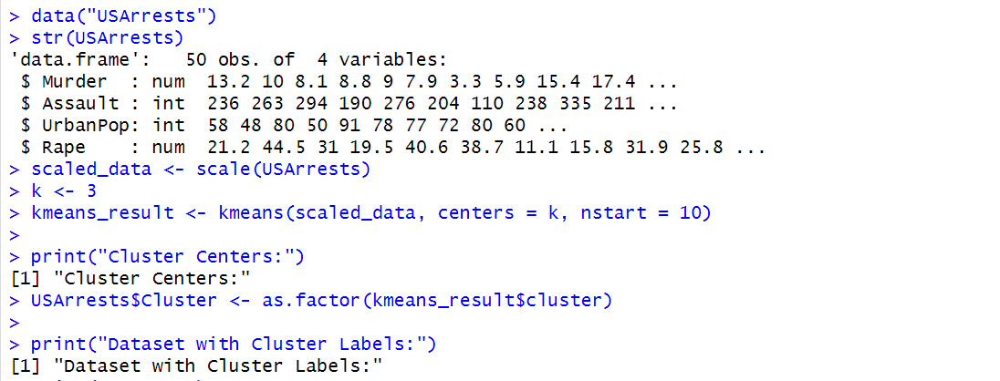 > data("USArrests")
> str(USArrests)
'data.frame':   50 obs. of  4 variables:
 $ Murder  : num  13.2 10 8.1 8.8 9 7.9 3.3 5.9 15.4 17.4 ...
 $ Assault : int  236 263 294 190 276 204 110 238 335 211 ...
 $ UrbanPop: int  58 48 80 50 91 78 77 72 80 60 ...
 $ Rape    : num  21.2 44.5 31 19.5 40.6 38.7 11.1 15.8 31.9 25.8 ...
> scaled_data <- scale(USArrests)
> k <- 3
> kmeans_result <- kmeans(scaled_data, centers = k, nstart = 10)
>
> print("Cluster Centers:")
[1] "Cluster Centers:"
> USArrests$Cluster <- as.factor(kmeans_result$cluster)
>
> print("Dataset with Cluster Labels:")
[1] "Dataset with Cluster Labels:"